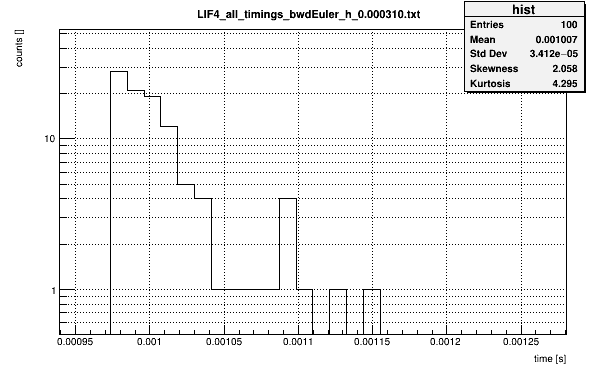 LIF4_all_timings_bwdEuler_h_0.000310.txt
hist
Entries 100
Mean 0.001007
Std Dev 3.412e−05
Skewness 2.058
Kurtosis 4.295
counts []
10
1
0.00095 0.001 0.00105 0.0011 0.00115 0.0012 0.00125
time [s]